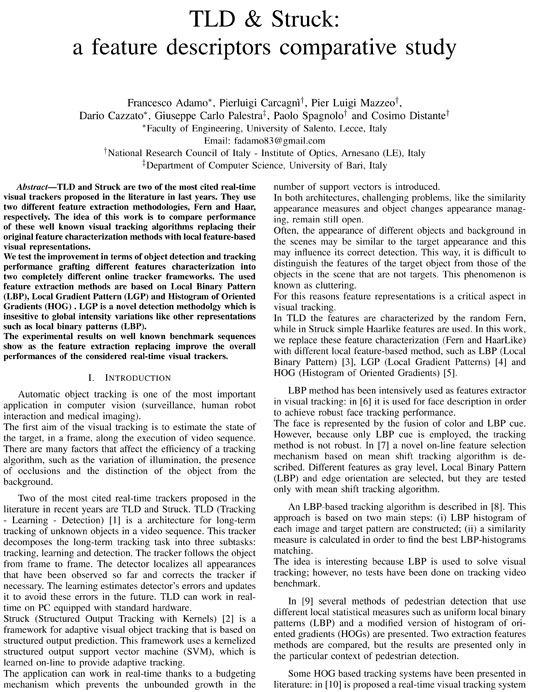 TLD & Struck:
a feature descriptors comparative study
Francesco Adamo*, Pierluigi Carcagnì†, Pier Luigi Mazzeo†,
Dario Cazzato*, Giuseppe Carlo Palestra‡, Paolo Spagnolo† and Cosimo Distante†
*Faculty of Engineering, University of Salento, Lecce, Italy
Email: fadamo83@gmail.com
†National Research Council of Italy - Institute of Optics, Arnesano (LE), Italy
‡Department of Computer Science, University of Bari, Italy
Abstract—TLD and Struck are two of the most cited real-time
visual trackers proposed in the literature in last years. They use
two different feature extraction methodologies, Fern and Haar,
respectively. The idea of this work is to compare performance
of these well known visual tracking algorithms replacing their
original feature characterization methods with local feature-based
visual representations.
We test the improvement in terms of object detection and tracking
performance grafting different features characterization into
two completely different online tracker frameworks. The used
feature extraction methods are based on Local Binary Pattern
(LBP), Local Gradient Pattern (LGP) and Histogram of Oriented
Gradients (HOG) . LGP is a novel detection methodolgy which is
insesitive to global intensity variations like other representations
such as local binary patterns (LBP).
The experimental results on well known benchmark sequences
show as the feature extraction replacing improve the overall
performances of the considered real-time visual trackers.
I. INTRODUCTION
Automatic object tracking is one of the most important
application in computer vision (surveillance, human robot
interaction and medical imaging).
The first aim of the visual tracking is to estimate the state of
the target, in a frame, along the execution of video sequence.
There are many factors that affect the efficiency of a tracking
algorithm, such as the variation of illumination, the presence
of occlusions and the distinction of the object from the
background.
Two of the most cited real-time trackers proposed in the
literature in recent years are TLD and Struck. TLD (Tracking
- Learning - Detection) [1] is a architecture for long-term
tracking of unknown objects in a video sequence. This tracker
decomposes the long-term tracking task into three subtasks:
tracking, learning and detection. The tracker follows the object
from frame to frame. The detector localizes all appearances
that have been observed so far and corrects the tracker if
necessary. The learning estimates detector's errors and updates
it to avoid these errors in the future. TLD can work in real-
time on PC equipped with standard hardware.
Struck (Structured Output Tracking with Kernels) [2] is a
framework for adaptive visual object tracking that is based on
structured output prediction. This framework uses a kernelized
structured output support vector machine (SVM), which is
learned on-line to provide adaptive tracking.
The application can work in real-time thanks to a budgeting
mechanism which prevents the unbounded growth in the
number of support vectors is introduced.
In both architectures, challenging problems, like the similarity
appearance measures and object changes appearance manag-
ing, remain still open.
Often, the appearance of different objects and background in
the scenes may be similar to the target appearance and this
may influence its correct detection. This way, it is difficult to
distinguish the features of the target object from those of the
objects in the scene that are not targets. This phenomenon is
known as cluttering.
For this reasons feature representations is a critical aspect in
visual tracking.
In TLD the features are characterized by the random Fern,
while in Struck simple Haarlike features are used. In this work,
we replace these feature characterization (Fern and HaarLike)
with different local feature-based method, such as LBP (Local
Binary Pattern) [3], LGP (Local Gradient Patterns) [4] and
HOG (Histogram of Oriented Gradients) [5].
LBP method has been intensively used as features extractor
in visual tracking: in [6] it is used for face description in order
to achieve robust face tracking performance.
The face is represented by the fusion of color and LBP cue.
However, because only LBP cue is employed, the tracking
method is not robust. In [7] a novel on-line feature selection
mechanism based on mean shift tracking algorithm is de-
scribed. Different features as gray level, Local Binary Pattern
(LBP) and edge orientation are selected, but they are tested
only with mean shift tracking algorithm.
An LBP-based tracking algorithm is described in [8]. This
approach is based on two main steps: (i) LBP histogram of
each image and target pattern are constructed; (ii) a similarity
measure is calculated in order to find the best LBP-histograms
matching.
The idea is interesting because LBP is used to solve visual
tracking; however, no tests have been done on tracking video
benchmark.
In [9] several methods of pedestrian detection that use
different local statistical measures such as uniform local binary
patterns (LBP) and a modified version of histogram of ori-
ented gradients (HOGs) are presented. Two extraction features
methods are compared, but the results are presented only in
the particular context of pedestrian detection.
Some HOG based tracking systems have been presented in
literature: in [10] is proposed a real-time visual tracking system